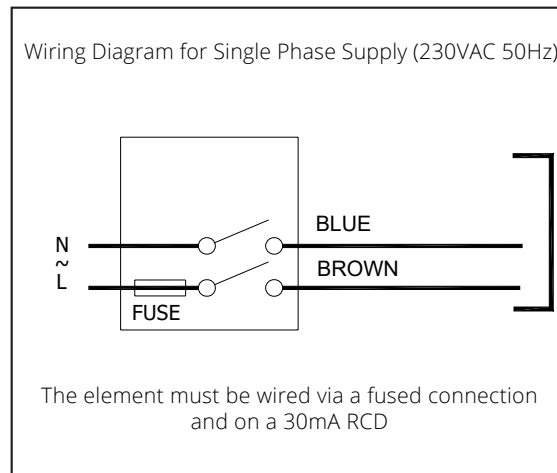 Wiring Diagram for Single Phase Supply (230VAC 50Hz)
BLUE
N
~
L
BROWN
FUSE
The element must be wired via a fused connection
and on a 30mA RCD